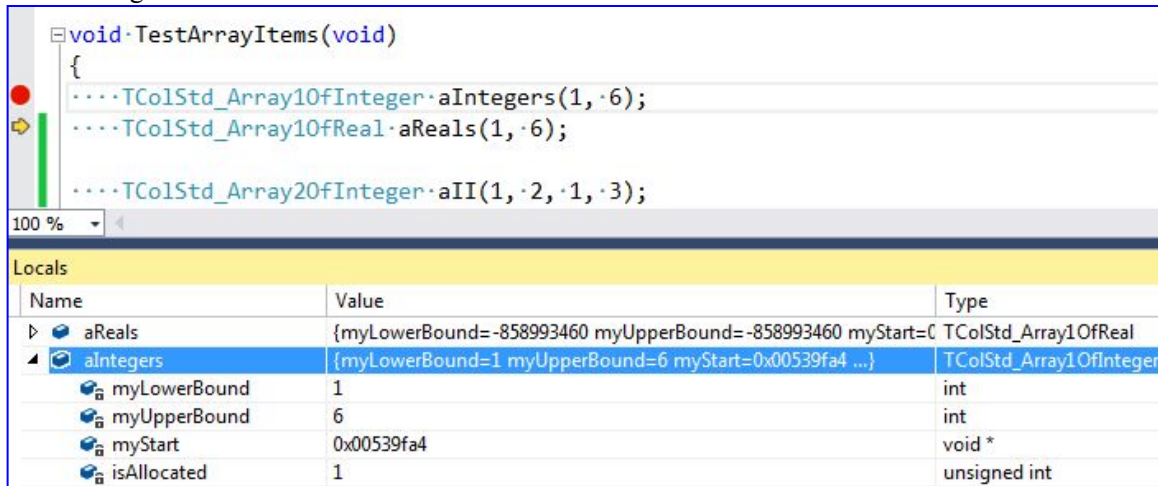 void·TestArrayItems(void)
{
····TColStd_Array1OfInteger·aIntegers(1,·6);
····TColStd_Array1OfReal·aReals(1,·6);
····TColStd_Array2OfInteger·aII(1,·2,·1,·3);
100 %
Locals
Name Value Type
aReals {myLowerBound=-858993460 myUpperBound=-858993460 myStart=0 TColStd_Array1OfReal
aIntegers {myLowerBound=1 myUpperBound=6 myStart=0x00539fa4 ...} TColStd_Array1OfInteger
myLowerBound 1 int
myUpperBound 6 int
myStart 0x00539fa4 void *
isAllocated 1 unsigned int